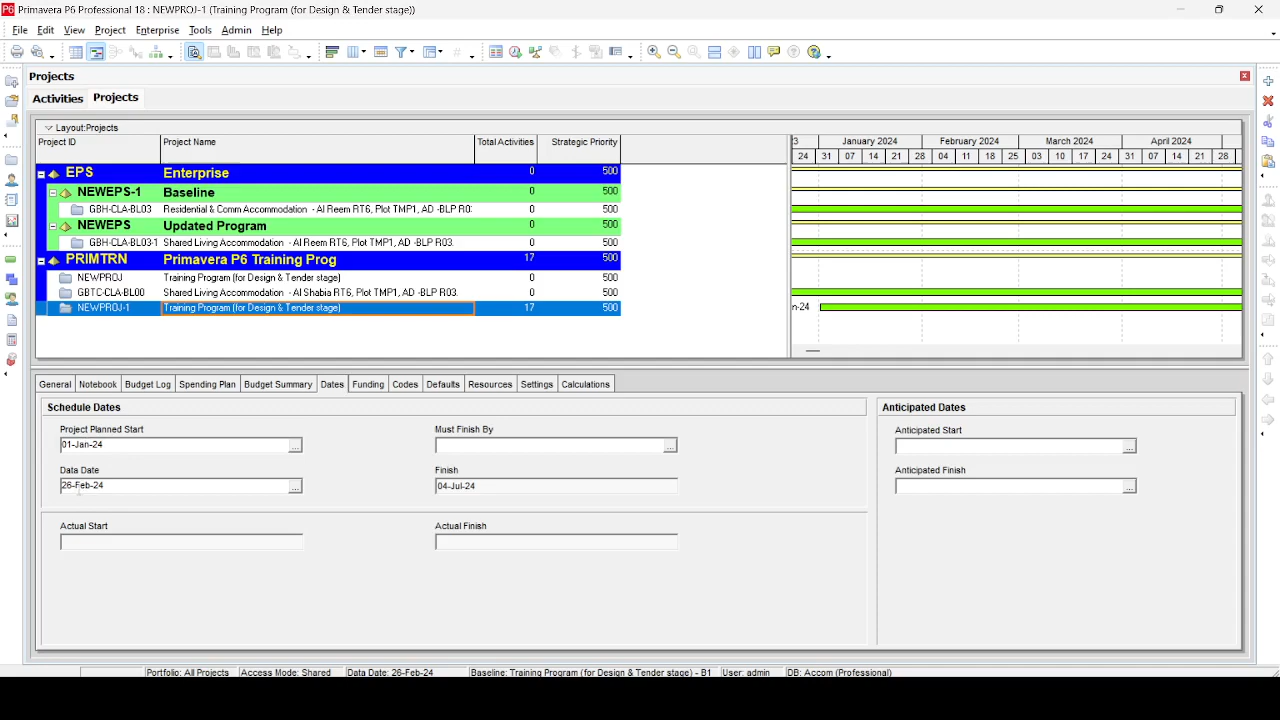 Primavera P6 Professional 18 : NEWPROJ-1 (Training Program (for Design & Tender stage))
File Edit View Project Enterprise Tools Admin Help
Projects
Activities Projects
Layout:Projects
Project ID Project Name Total Activities Strategic Priority
3 January 2024 February 2024 March 2024 April 2024
24 31 07 14 21 28 04 11 18 25 03 10 17 24 31 07 14 21 28
EPS Enterprise 0 500
NEWEPS-1 Baseline 0 500
GBH-CLA-BL03 Residential & Comm Accommodation - Al Reem RT6, Plot TMP1, AD -BLP R0: 0 500
NEWEPS Updated Program 0 500
GBH-CLA-BL03-1 Shared Living Accommodation - Al Reem RT6, Plot TMP1, AD -BLP R03. 0 500
PRIMTRN Primavera P6 Training Prog 17 500
NEWPROJ Training Program (for Design & Tender stage) 0 500
GBTC-CLA-BL00 Shared Living Accommodation - Al Shabia RT6, Plot TMP1, AD -BLP R03. 0 500
NEWPROJ-1 Training Program (for Design & Tender stage) 17 500 n-24
General Notebook Budget Log Spending Plan Budget Summary Dates Funding Codes Defaults Resources Settings Calculations
Schedule Dates Anticipated Dates
Project Planned Start Must Finish By Anticipated Start
01-Jan-24
Data Date Finish Anticipated Finish
26-Feb-24 04-Jul-24
Actual Start Actual Finish
Portfolio: All Projects Access Mode: Shared Data Date: 26-Feb-24 Baseline: Training Program (for Design & Tender stage) - B1 User: admin DB: Accom (Professional)